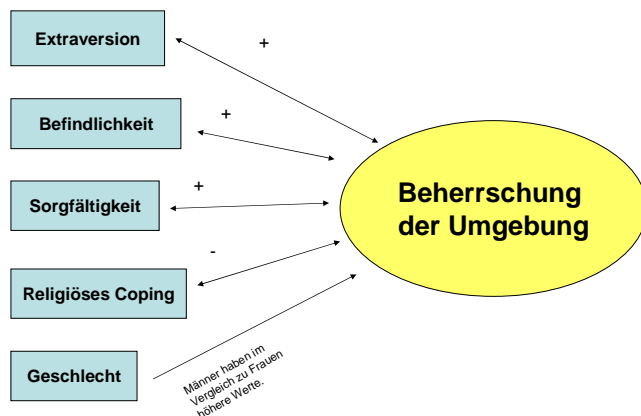 Extraversion
+
Befindlichkeit
+
Sorgfältigkeit
+
Beherrschung
der Umgebung
-
Religiöses Coping
Geschlecht
Männer haben im
Vergleich zu Frauen
höhere Werte.